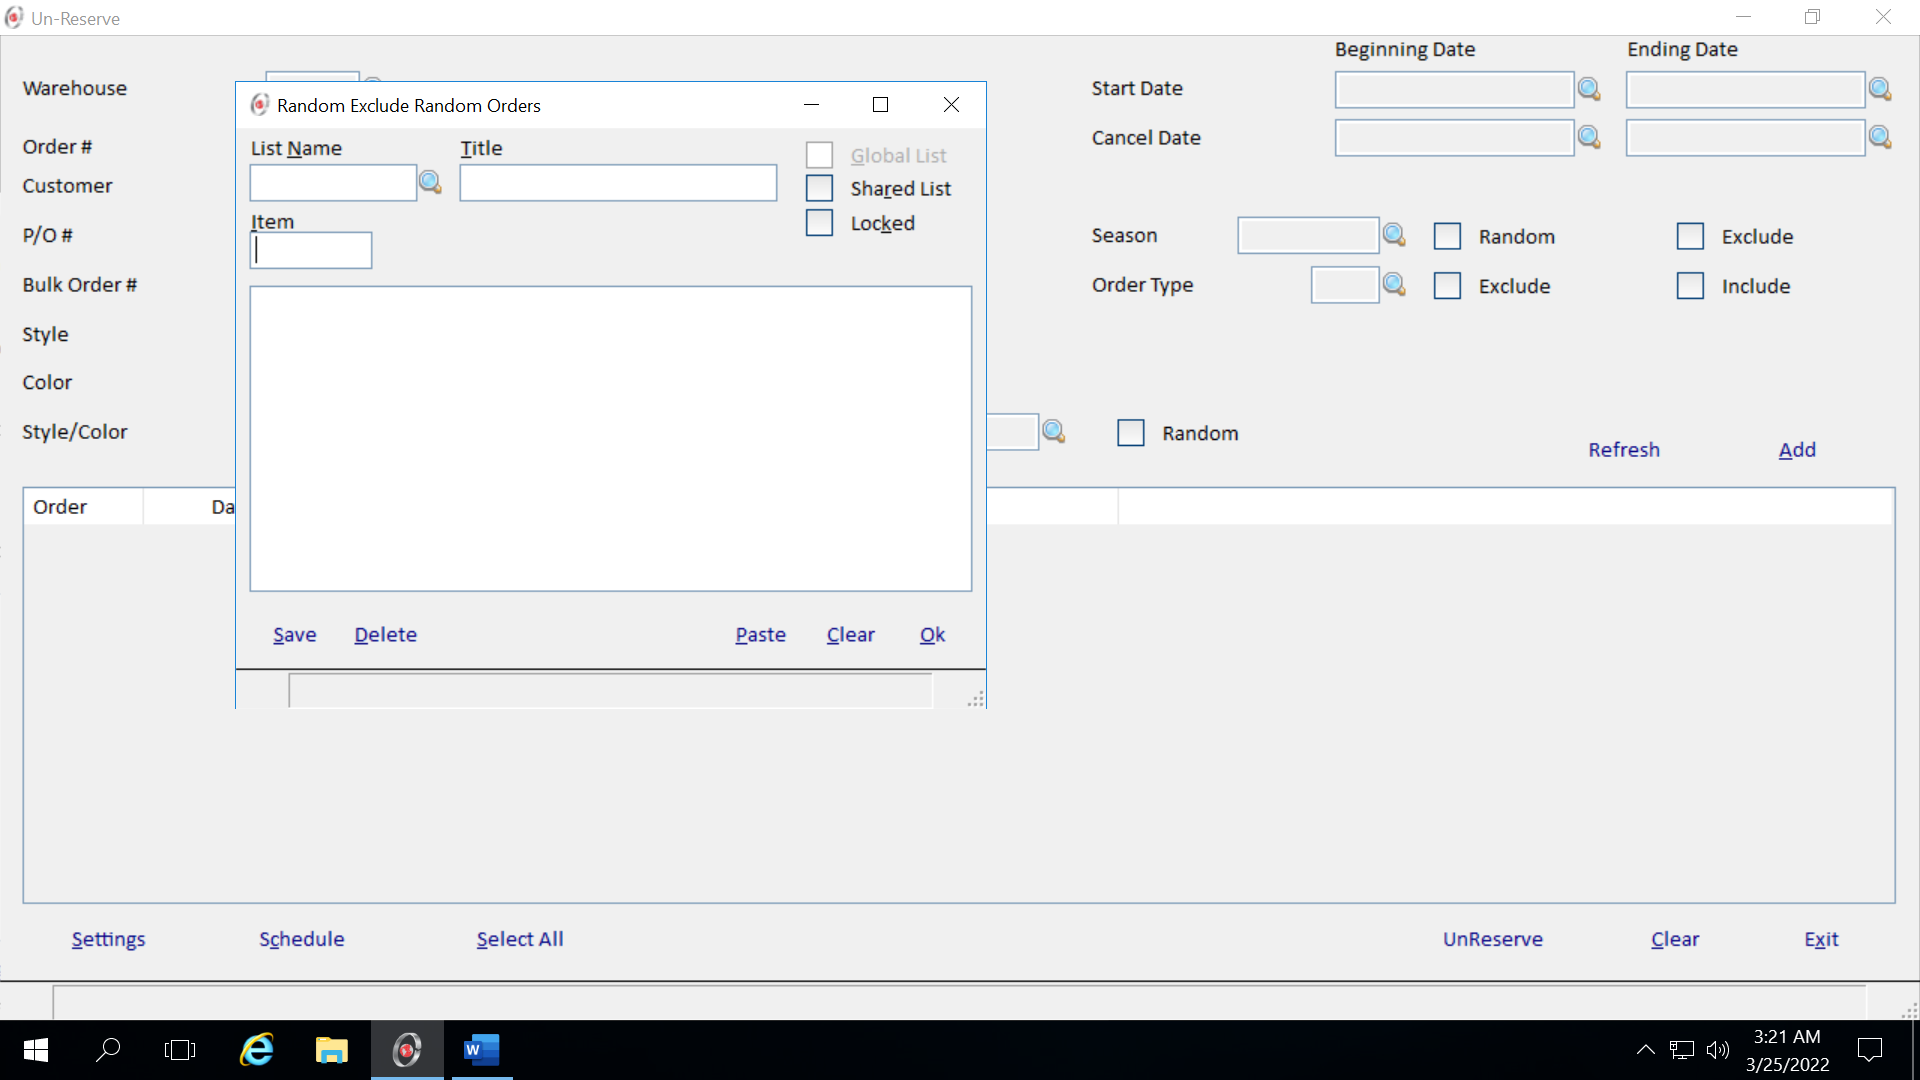 Un-Reserve
Beginning Date
Ending Date
Warehouse
Start Date
Cancel Date
Random Exclude Random Orders
List Name
Title
Global List
Shared List
Locked
Item
Order #
Customer
P/O #
Season
Random
Exclude
Bulk Order #
Order Type
Exclude
Include
Style
Color
Style/Color
Random
Refresh
Add
Order
Da
Save
Delete
Paste
Clear
Ok
Settings
Schedule
Select All
UnReserve
Clear
Exit
3:21 AM
3/25/2022